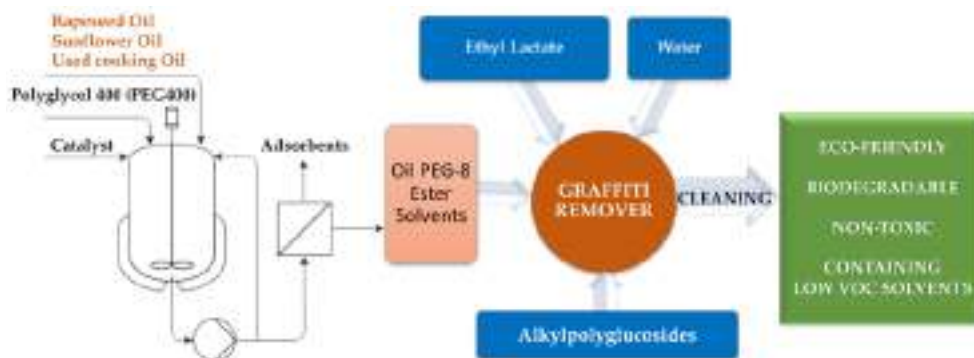 Rapeseed Oil
Sunflower Oil
Used cooking Oil
Polyglycol 400 (PEG400)
Catalyst
Adsorbents
Oil PEG-8
Ester
Solvents
Ethyl Lactate
Water
GRAFFITI
REMOVER
Alkylpolyglucosides
CLEANING
ECO-FRIENDLY
BIODEGRADABLE
NON-TOXIC
CONTAINING
LOW VOC SOLVENTS